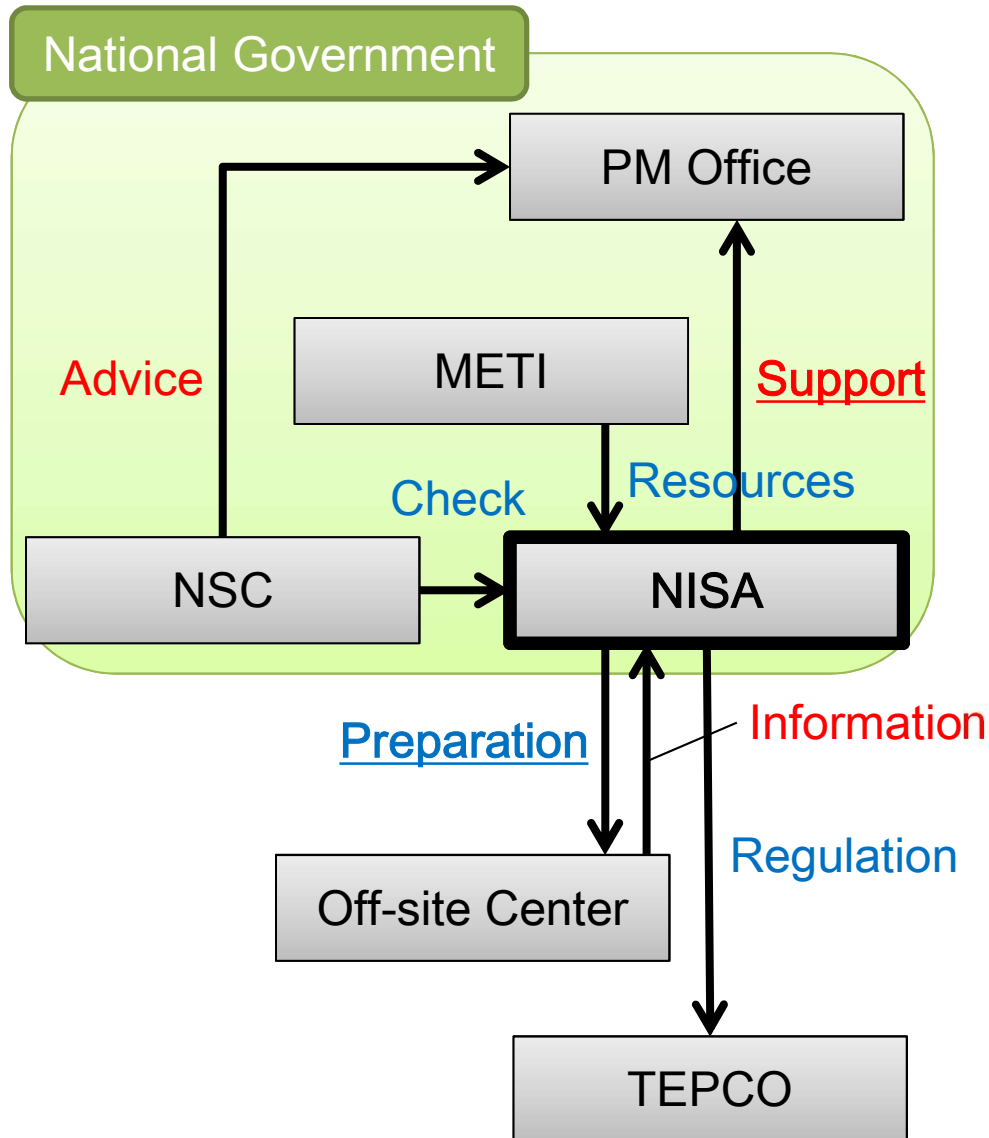 National Government
PM Office
METI
Advice
Support
Check
Resources
NSC
NISA
Preparation
Information
Regulation
Off-site Center
TEPCO